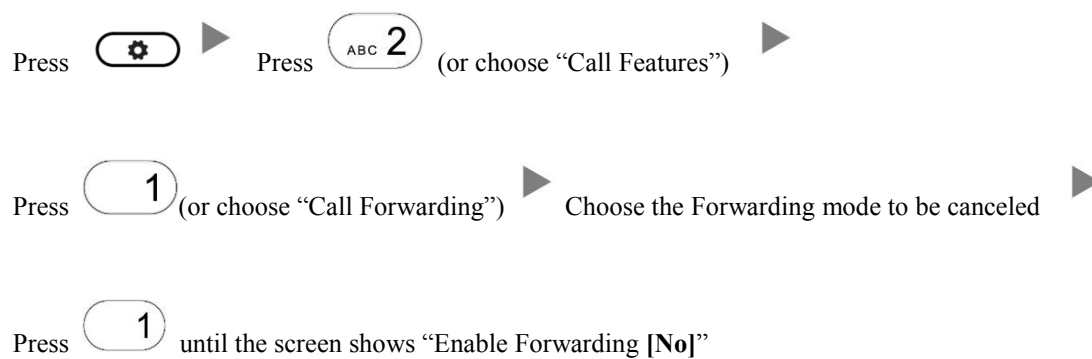 Press Press ABC 2 (or choose “Call Features”)
Press 1 (or choose “Call Forwarding”) Choose the Forwarding mode to be canceled
Press 1 until the screen shows “Enable Forwarding [No]”